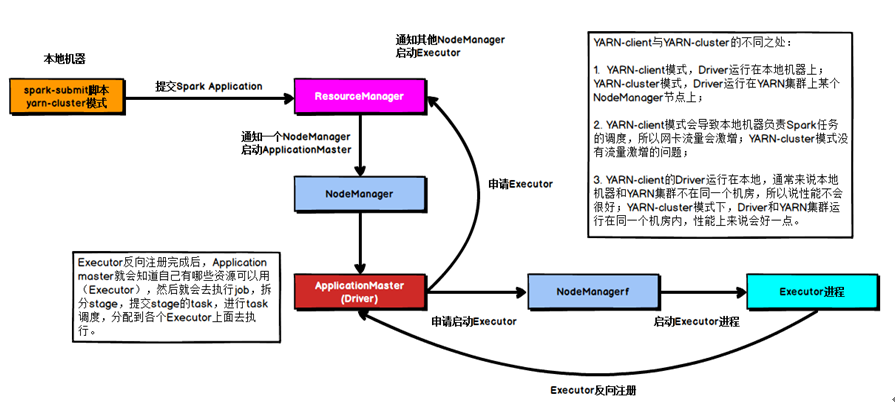 本地机器
spark-submit脚本
yarn-cluster模式
提交Spark Application
ResourceManager
通知其他NodeManager
启动Executor
通知一个NodeManager
启动ApplicationMaster
NodeManager
申请Executor
ApplicationMaster
(Driver)
申请启动Executor
NodeManagerf
启动Executor进程
Executor进程
Executor反向注册
Executor反向注册完成后，Application
master就会知道自己有哪些资源可以用
（Executor），然后就会去执行job，拆
分stage，提交stage的task，进行task
调度，分配到各个Executor上面去执
行。
YARN-client与YARN-cluster的不同之处：
1. YARN-client模式，Driver运行在本地机器上；
YARN-cluster模式，Driver运行在YARN集群上某个
NodeManager节点上；
2. YARN-client模式会导致本地机器负责Spark任务
的调度，所以网卡流量会激增；YARN-cluster模式没
有流量激增的问题；
3. YARN-client的Driver运行在本地，通常来说本地
机器和YARN集群不在同一个机房，所以说性能不会
很好；YARN-cluster模式下，Driver和YARN集群运
行在同一个机房内，性能上来说会好一点。